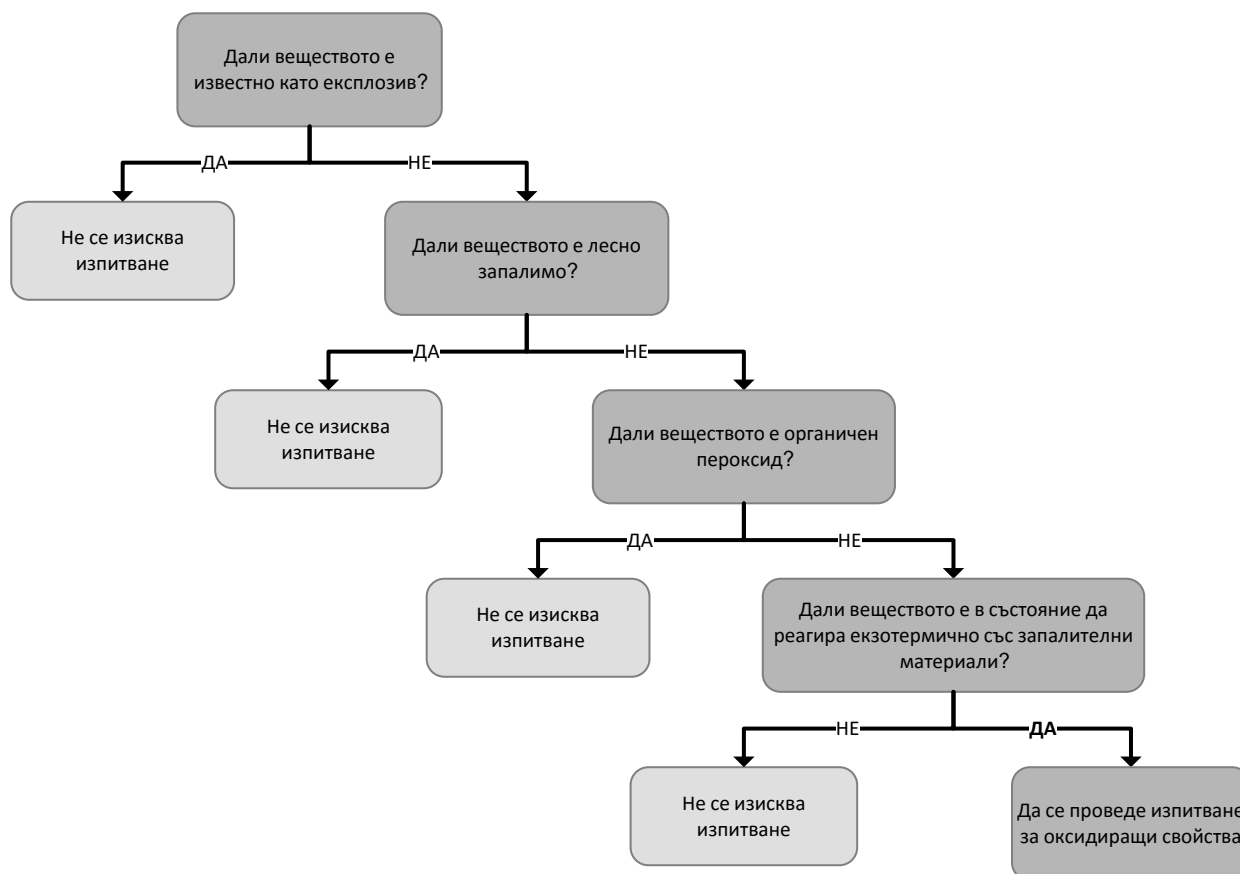 Дали веществото е
известно като експлозив?
ДА
НЕ
Не се изисква
изпитване
Дали веществото е лесно
запалимо?
ДА
НЕ
Не се изисква
изпитване
Дали веществото е органичен
пероксид?
ДА
НЕ
Не се изисква
изпитване
Дали веществото е в състояние да
реагира екзотермично със запалителни
материали?
НЕ
ДА
Не се изисква
изпитване
Да се проведе изпитване
за оксидиращи свойства